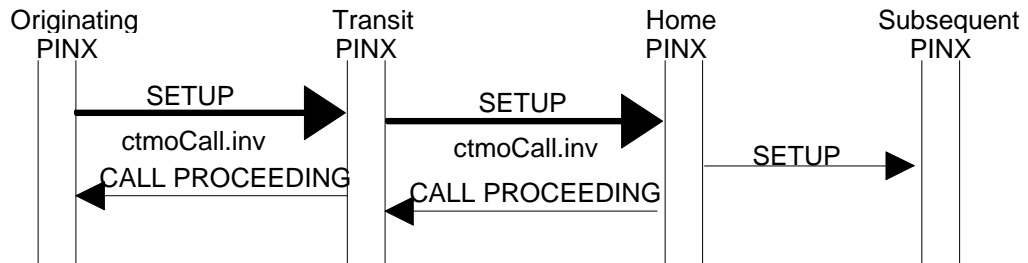 Originating
PINX
Transit
PINX
Home
PINX
Subsequent
PINX
SETUP
ctmoCall.inv
CALL PROCEEDING
SETUP
ctmoCall.inv
CALL PROCEEDING
SETUP